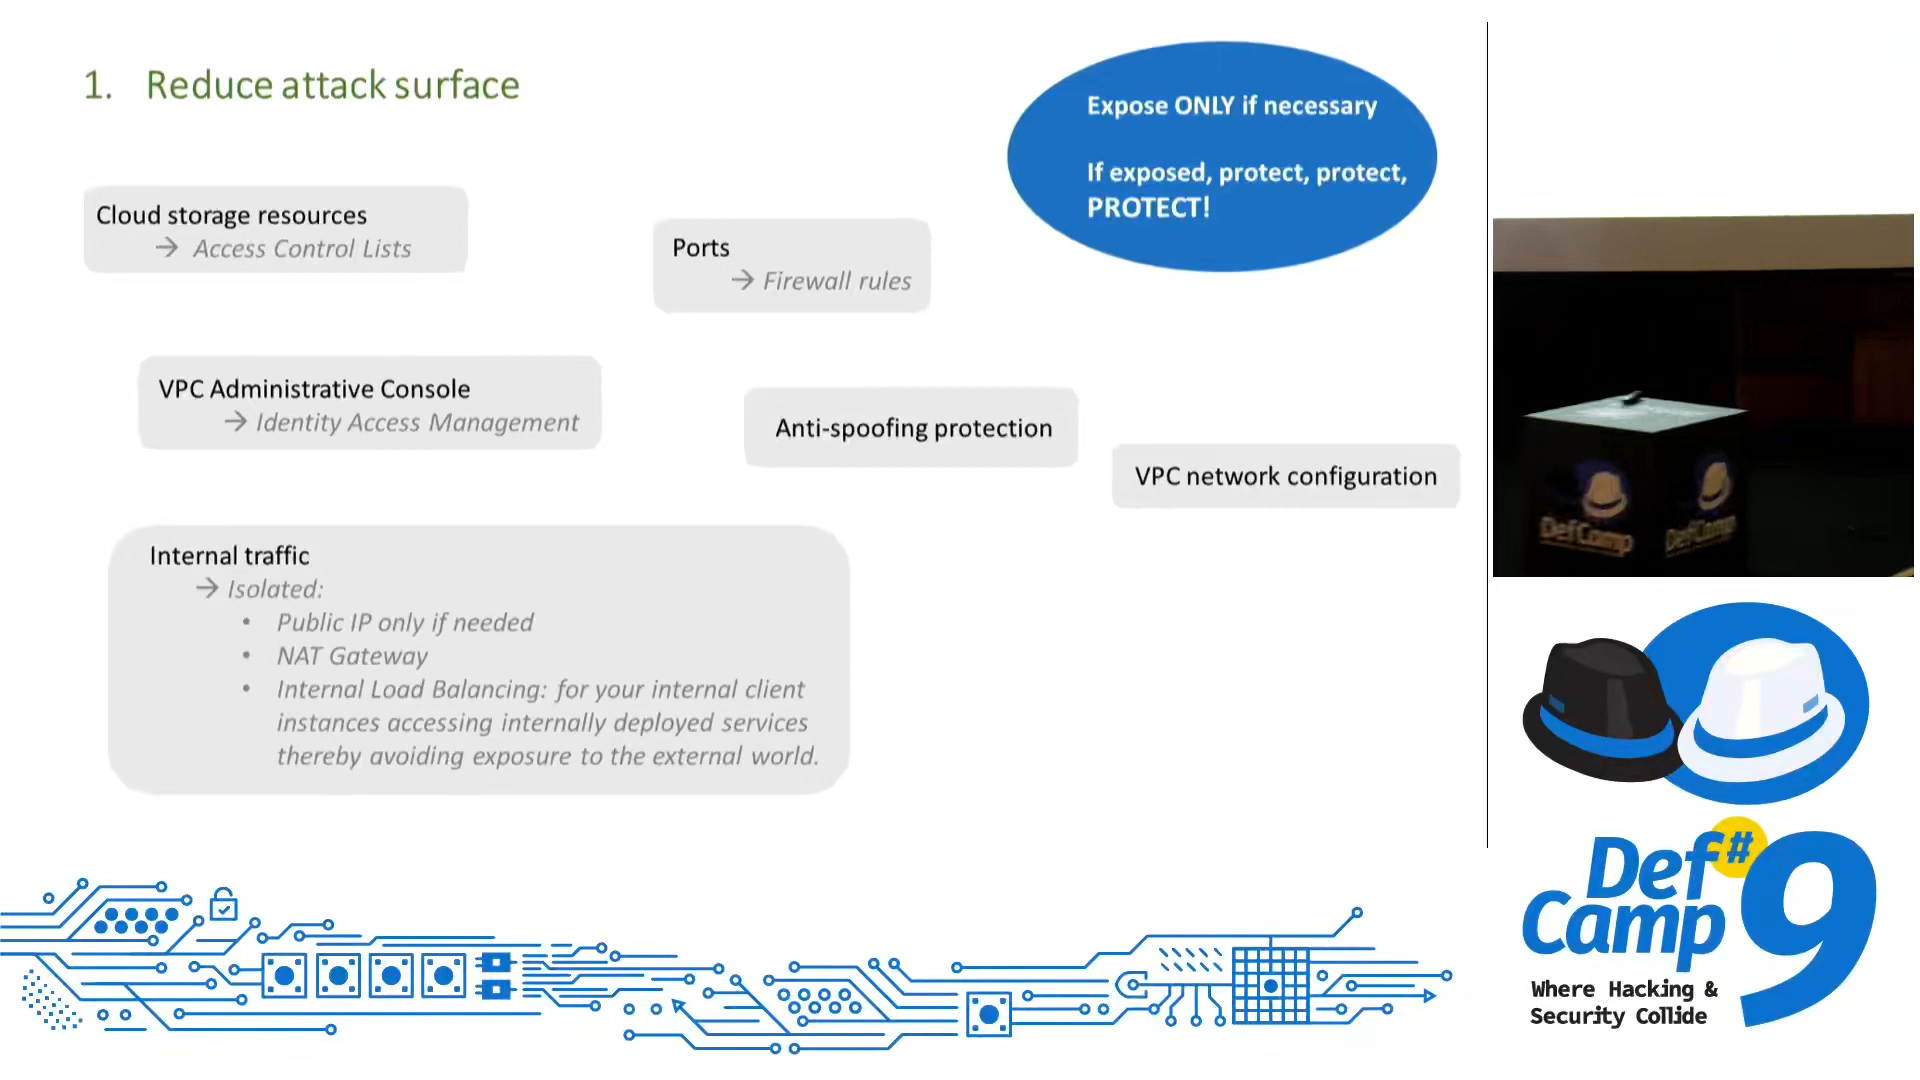 1. Reduce attack surface
Expose ONLY if necessary
If exposed, protect, protect,
PROTECT!
Cloud storage resources
→ Access Control Lists
Ports
→ Firewall rules
VPC Administrative Console
→ Identity Access Management
Anti-spoofing protection
VPC network configuration
Internal traffic
→ Isolated:
• Public IP only if needed
• NAT Gateway
• Internal Load Balancing: for your internal client
instances accessing internally deployed services
thereby avoiding exposure to the external world.
DefCamp
DefCamp
Def
Camp
#9
Where Hacking &
Security Collide